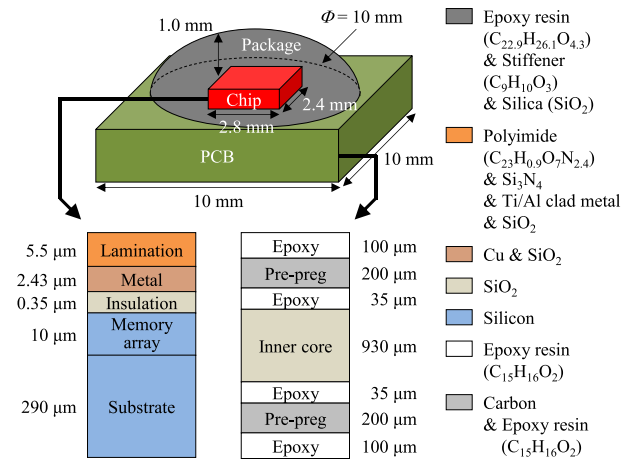 1.0 mm
Φ = 10 mm
Package
Chip
2.4 mm
2.8 mm
PCB
10 mm
10 mm
5.5 μm
Lamination
2.43 μm
Metal
0.35 μm
Insulation
10 μm
Memory
array
290 μm
Substrate
Epoxy
100 μm
Pre-preg
200 μm
Epoxy
35 μm
Inner core
930 μm
Epoxy
35 μm
Pre-preg
200 μm
Epoxy
100 μm
Epoxy resin
(C₂₂.₉H₂₆.₁O₄.₃)
& Stiffener
(C₉H₁₀O₃)
& Silica (SiO₂)
Polyimide
(C₂₃H₀.₉O₇N₂.₄)
& Si₃N₄
& Ti/Al clad metal
& SiO₂
Cu & SiO₂
SiO₂
Silicon
Epoxy resin
(C₁₅H₁₆O₂)
Carbon
& Epoxy resin
(C₁₅H₁₆O₂)